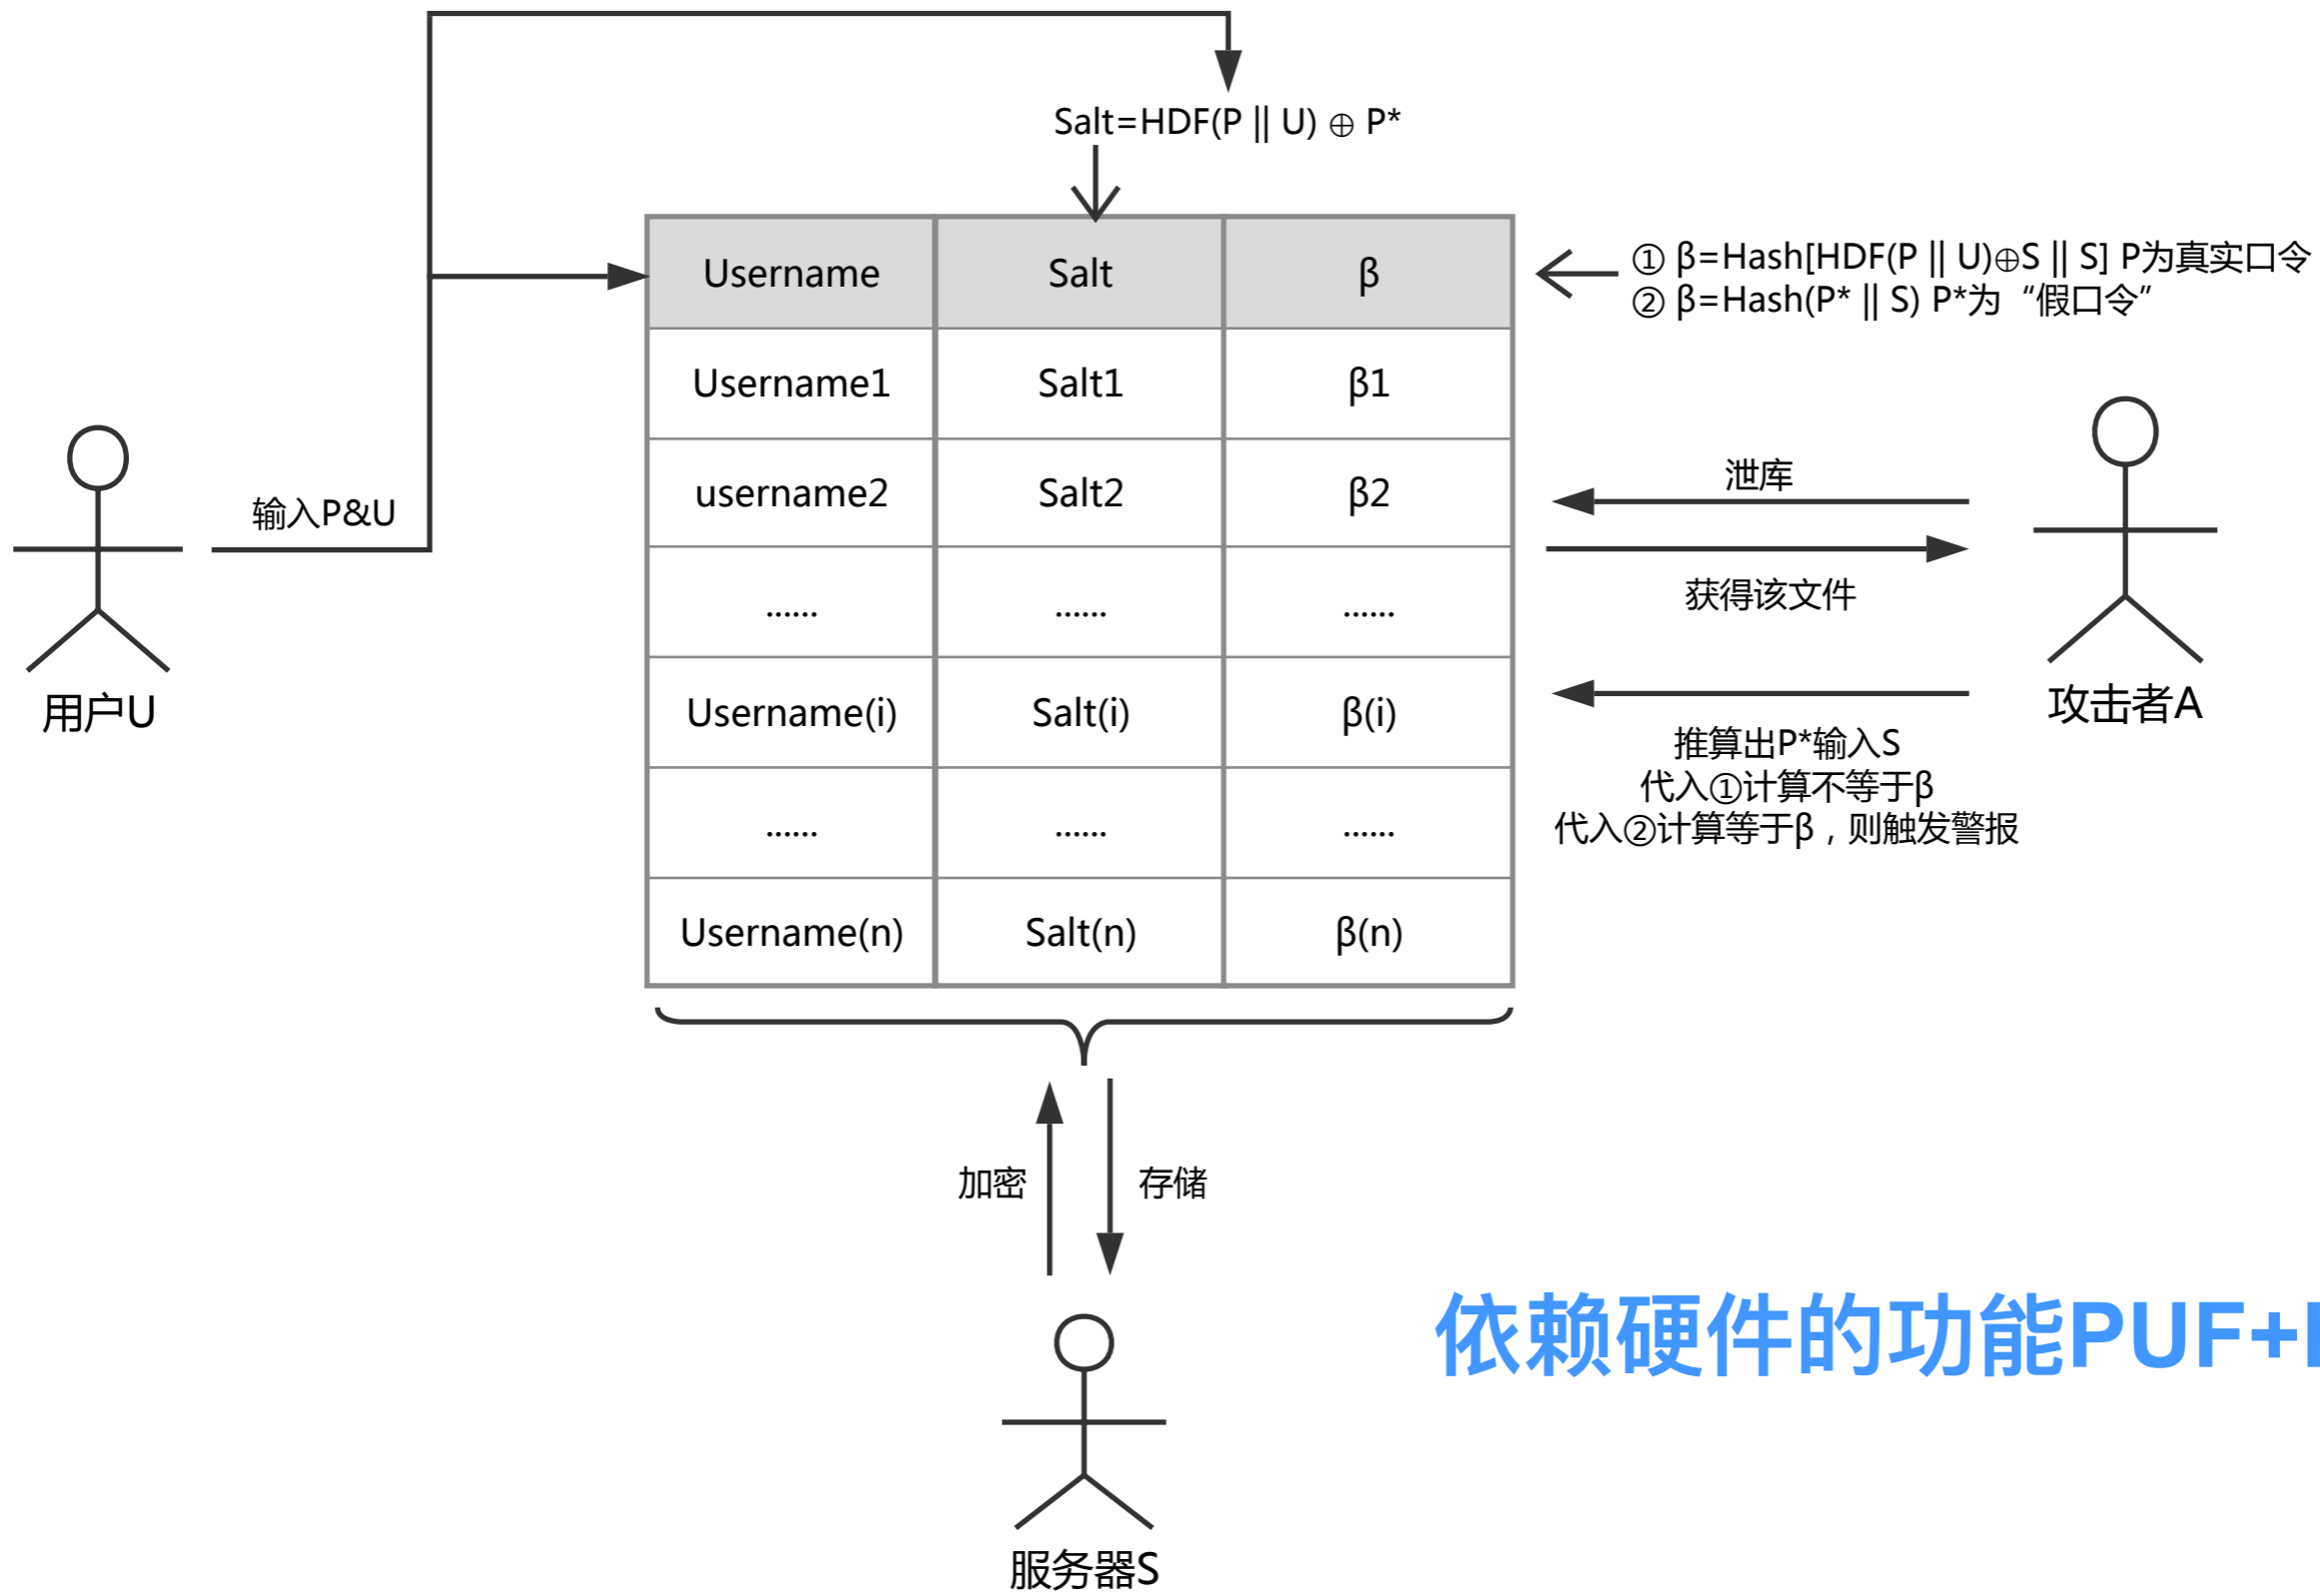 Salt=HDF(P || U) ⊕ P*
Username Salt β
① β=Hash[HDF(P || U)⊕S || S] P为真实口令
② β=Hash(P* || S) P*为“假口令”
Username1 Salt1 β1
username2 Salt2 β2
...... ...... ......
Username(i) Salt(i) β(i)
...... ...... ......
Username(n) Salt(n) β(n)
输入P&U
用户U
泄库
获得该文件
攻击者A
推算出P*输入S
代入①计算不等于β
代入②计算等于β，则触发警报
加密
存储
服务器S
依赖硬件的功能PUF+